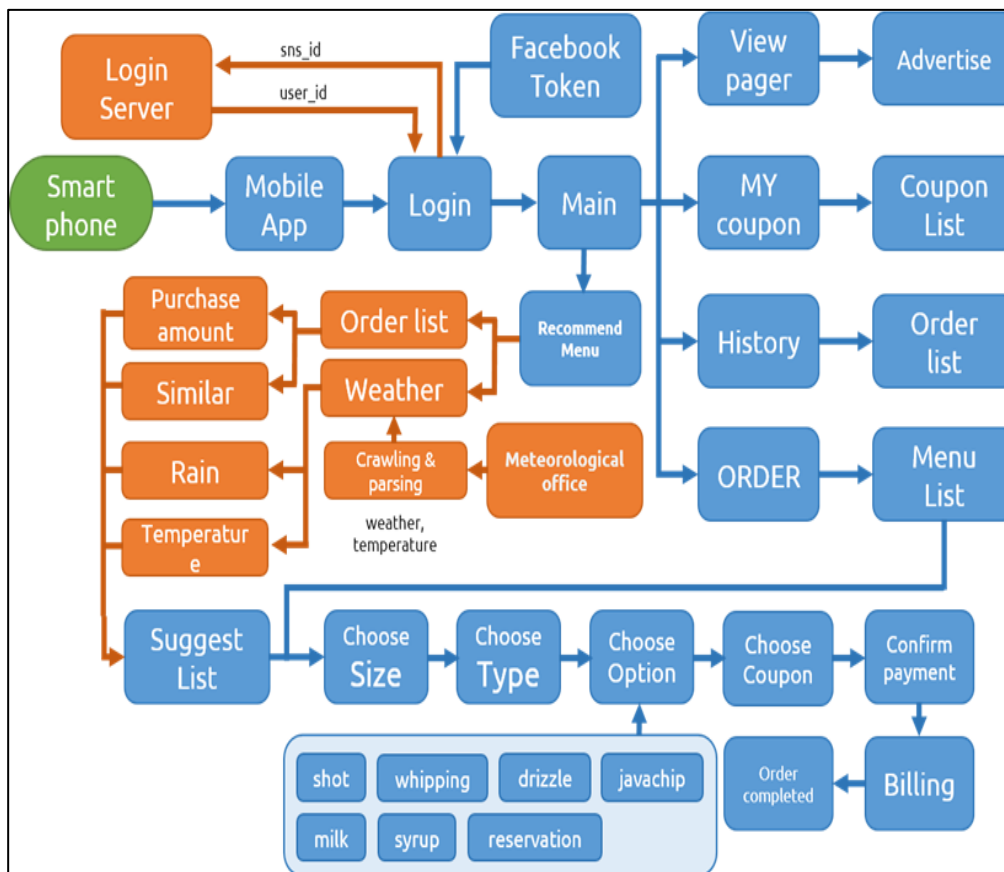 sns_id
Login
Server
user_id
Facebook
Token
View
pager
Advertise
Smart
phone
Mobile
App
Login
Main
MY
coupon
Coupon
List
Purchase
amount
Order list
Recommend
Menu
History
Order
list
Similar
Weather
Rain
Crawling &
parsing
Meteorological
office
ORDER
Menu
List
Temperatur
e
weather,
temperature
Suggest
List
Choose
Size
Choose
Type
Choose
Option
Choose
Coupon
Confirm
payment
shot
whipping
drizzle
javachip
milk
syrup
reservation
Order
completed
Billing